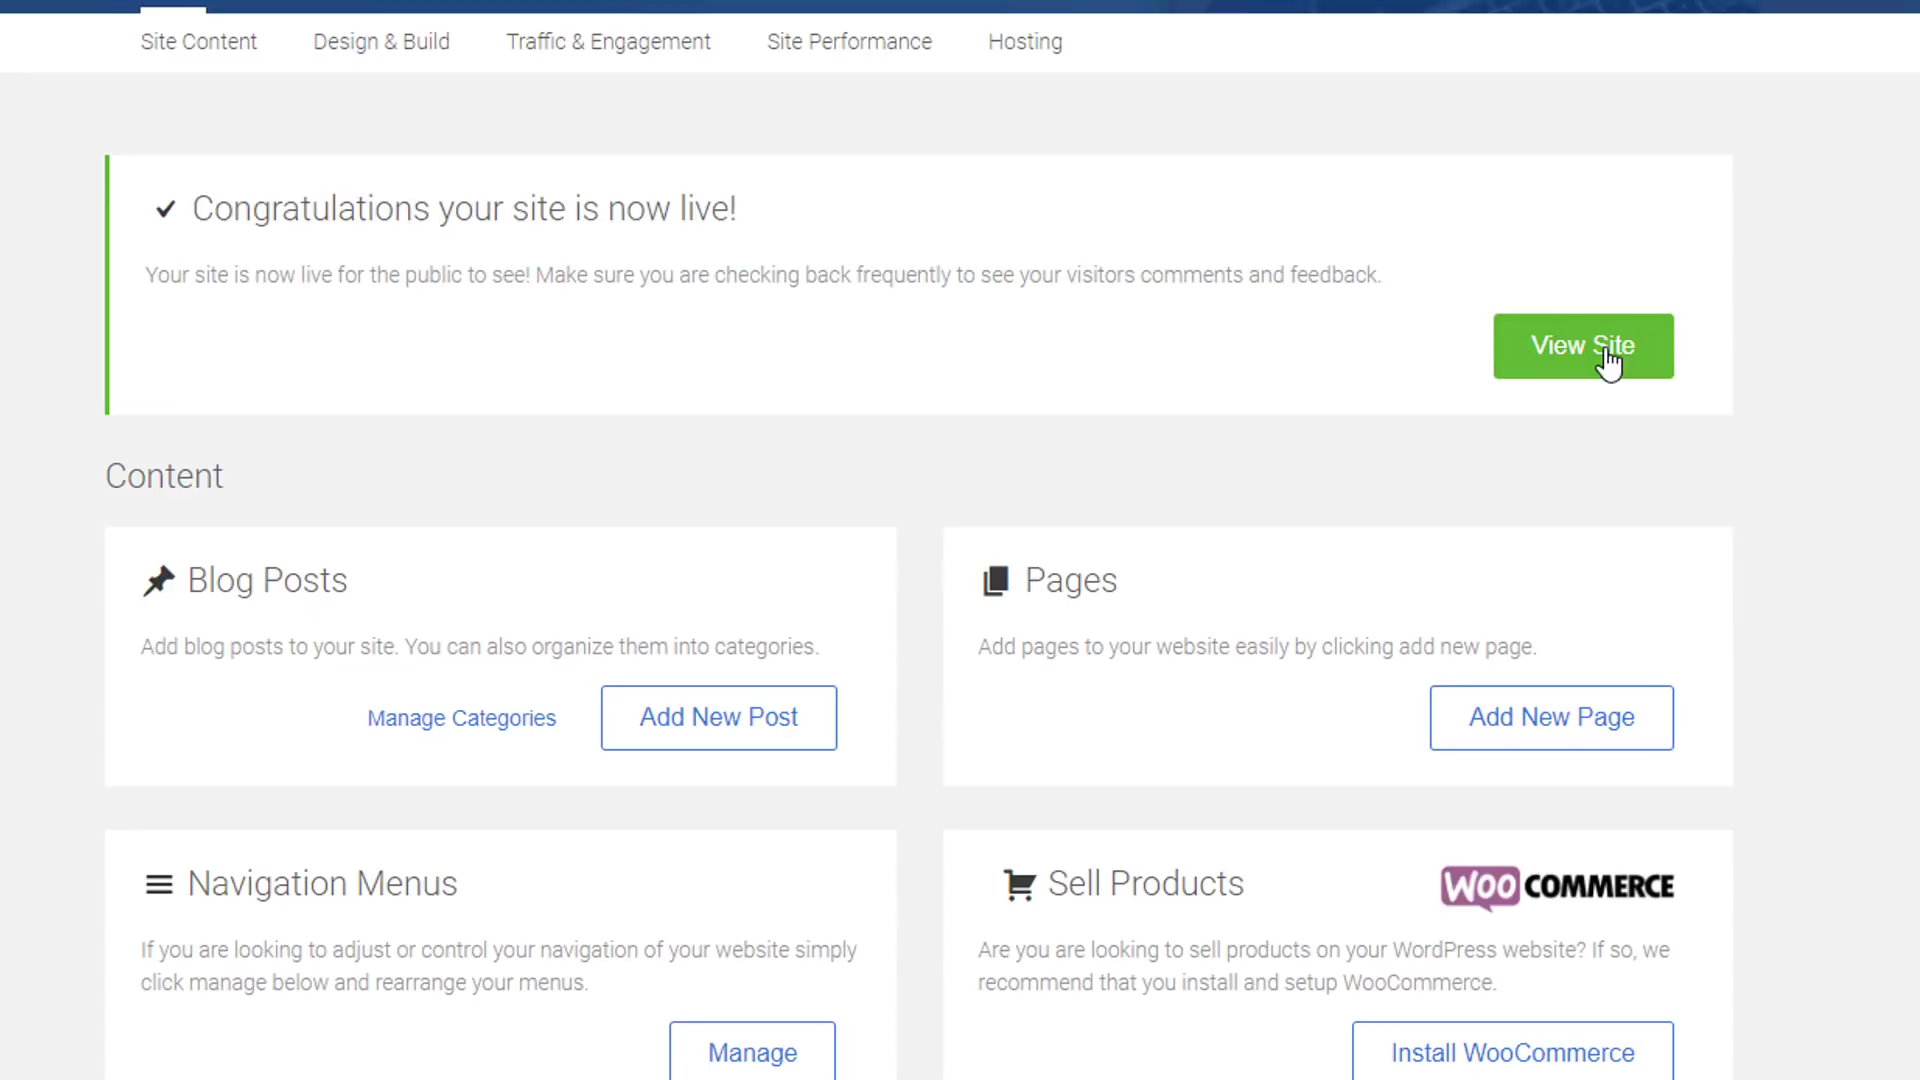 Site Content Design & Build Traffic & Engagement Site Performance Hosting
Congratulations your site is now live!
Your site is now live for the public to see! Make sure you are checking back frequently to see your visitors comments and feedback.
View Site
Content
Blog Posts
Add blog posts to your site. You can also organize them into categories.
Manage Categories Add New Post
Pages
Add pages to your website easily by clicking add new page.
Add New Page
Navigation Menus
If you are looking to adjust or control your navigation of your website simply
click manage below and rearrange your menus.
Manage
Sell Products
WOO COMMERCE
Are you are looking to sell products on your WordPress website? If so, we
recommend that you install and setup WooCommerce.
Install WooCommerce